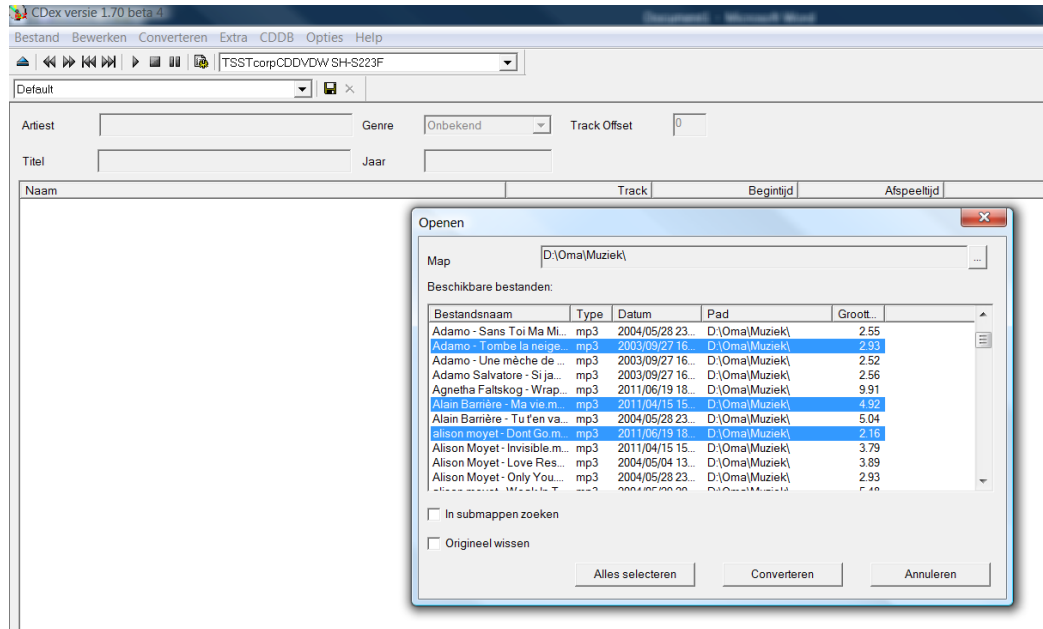 CDex versie 1.70 beta 4
Document1 - Microsoft Word
Bestand Bewerken Converteren Extra CDDB Opties Help
TSSTcorpCDDVDW SH-S223F
Default
Artiest Genre Onbekend Track Offset 0
Titel Jaar
Naam Track Begintijd Afspeeltijd
Openen
Map D:\Oma\Muziek\ ...
Beschikbare bestanden:
Bestandsnaam Type Datum Pad Groott...
Adamo - Sans Toi Ma Mi... mp3 2004/05/28 23... D:\Oma\Muziek\ 2.55
Adamo - Tombe la neige... mp3 2003/09/27 16... D:\Oma\Muziek\ 2.93
Adamo - Une mèche de ... mp3 2003/09/27 16... D:\Oma\Muziek\ 2.52
Adamo Salvatore - Si ja... mp3 2003/09/27 16... D:\Oma\Muziek\ 2.56
Agnetha Faltskog - Wrap... mp3 2011/06/19 18... D:\Oma\Muziek\ 9.91
Alain Barrière - Ma vie.m... mp3 2011/04/15 15... D:\Oma\Muziek\ 4.92
Alain Barrière - Tu t'en va... mp3 2004/05/28 23... D:\Oma\Muziek\ 5.04
alison moyet - Dont Go.m... mp3 2011/06/19 18... D:\Oma\Muziek\ 2.16
Alison Moyet - Invisible.m... mp3 2011/04/15 15... D:\Oma\Muziek\ 3.79
Alison Moyet - Love Res... mp3 2004/05/04 13... D:\Oma\Muziek\ 3.89
Alison Moyet - Only You.... mp3 2004/05/28 23... D:\Oma\Muziek\ 2.93
In submappen zoeken
Origineel wissen
Alles selecteren Converteren Annuleren